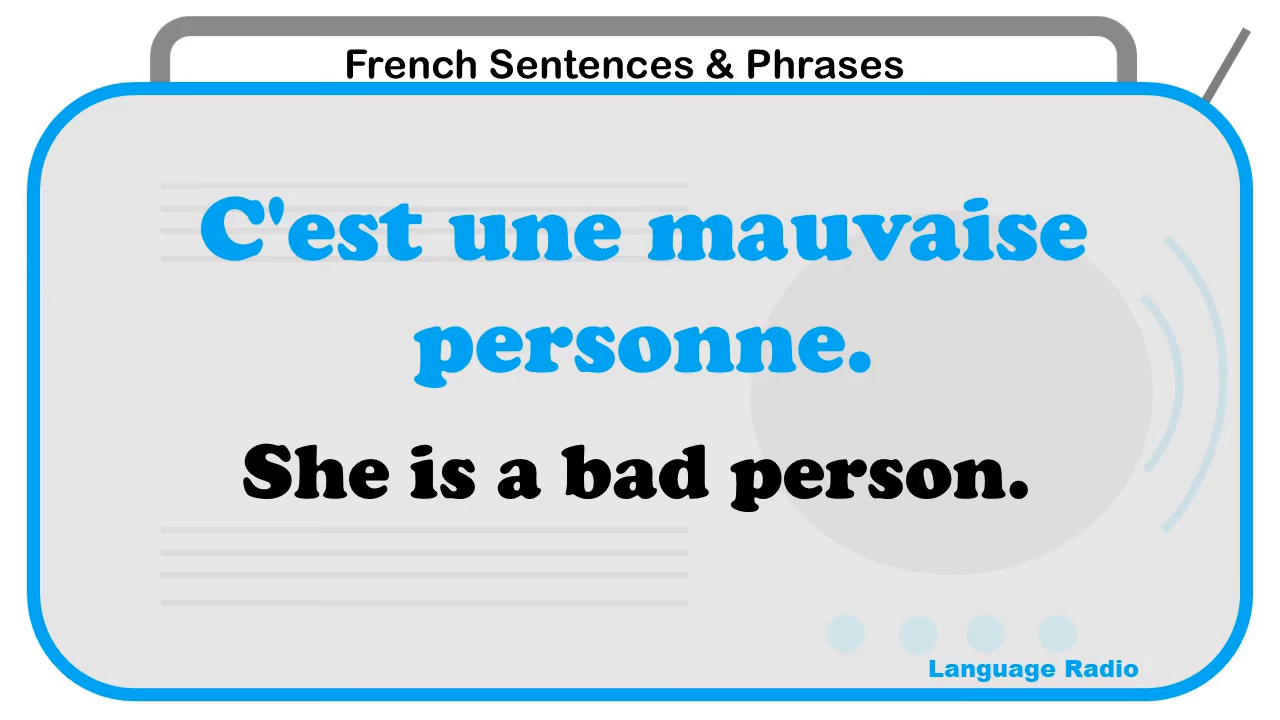 French Sentences & Phrases
C'est une mauvaise
personne.
She is a bad person.
Language Radio